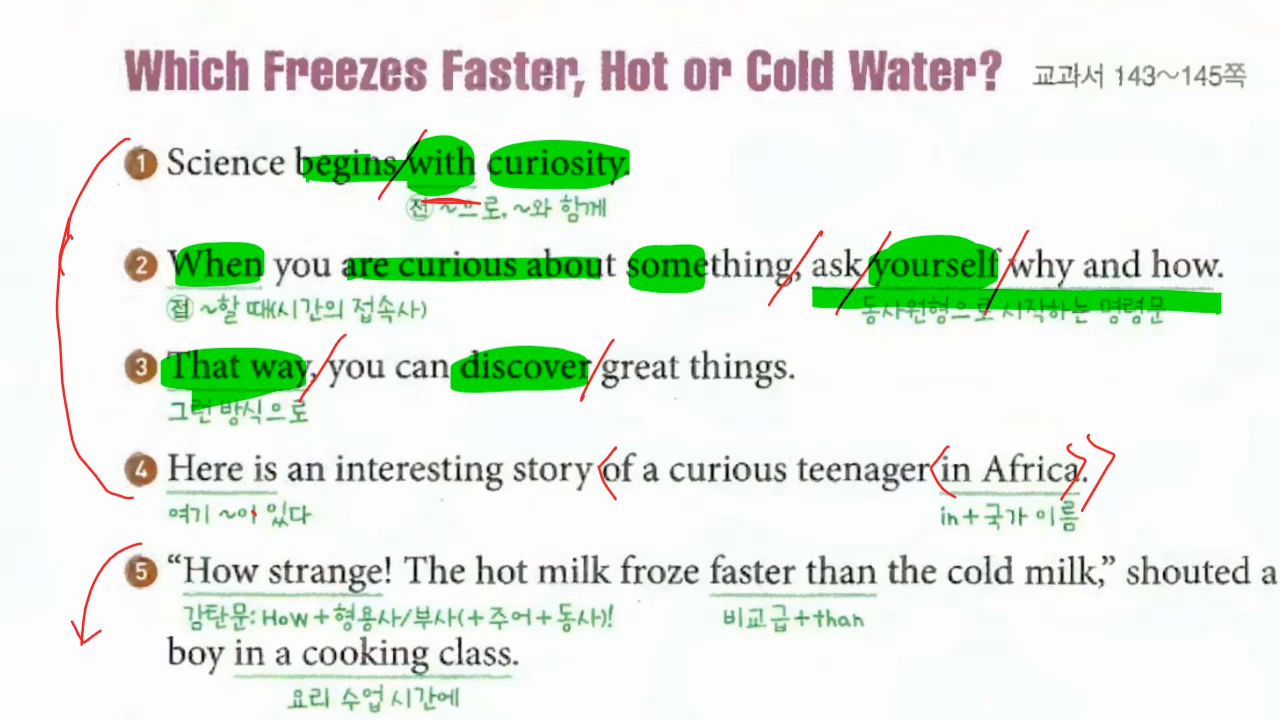 Which Freezes Faster, Hot or Cold Water? 교과서 143~145쪽
1 Science begins with curiosity.
전 ~으로, ~와 함께
2 When you are curious about something, ask yourself why and how.
접 ~할 때(시간의 접속사) 동사원형으로 시작하는 명령문
3 That way, you can discover great things.
그런 방식으로
4 Here is an interesting story of a curious teenager in Africa.
여기 ~이 있다 in+국가 이름
5 “How strange! The hot milk froze faster than the cold milk,” shouted a
감탄문: How+형용사/부사(+주어+동사)! 비교급+than
boy in a cooking class.
요리 수업 시간에